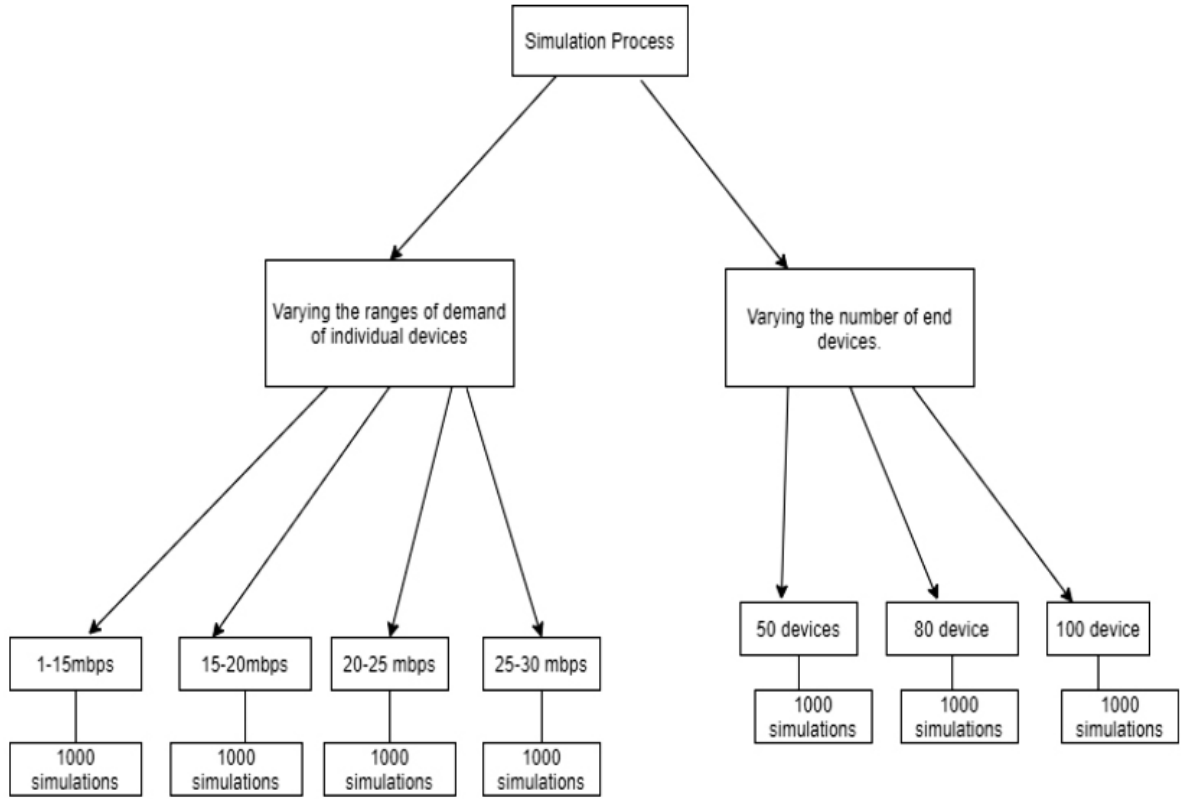 Simulation Process
Varying the ranges of demand
of individual devices
Varying the number of end
devices.
1-15mbps
15-20mbps
20-25 mbps
25-30 mbps
50 devices
80 device
100 device
1000
simulations
1000
simulations
1000
simulations
1000
simulations
1000
simulations
1000
simulations
1000
simulations